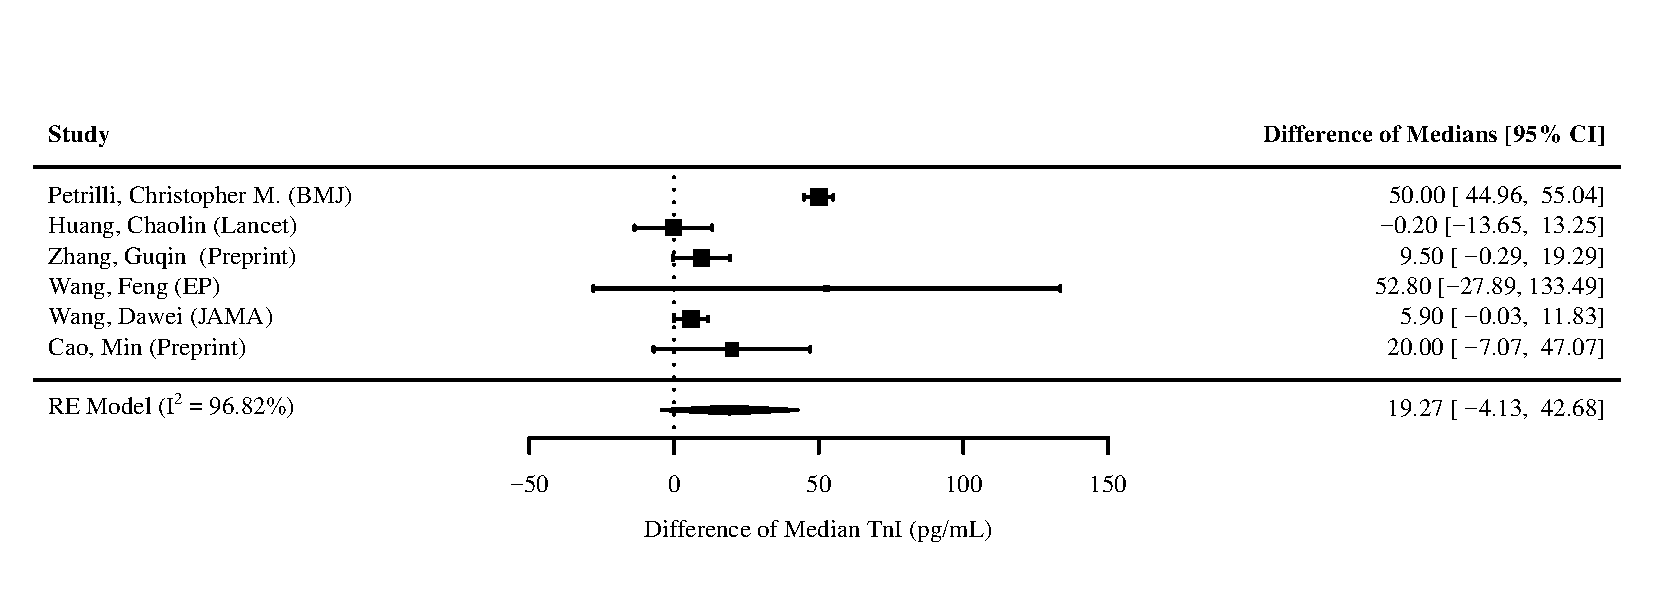 Study Difference of Medians [95% CI]
Petrilli, Christopher M. (BMJ) 50.00 [ 44.96, 55.04]
Huang, Chaolin (Lancet) −0.20 [−13.65, 13.25]
Zhang, Guqin (Preprint) 9.50 [ −0.29, 19.29]
Wang, Feng (EP) 52.80 [−27.89, 133.49]
Wang, Dawei (JAMA) 5.90 [ −0.03, 11.83]
Cao, Min (Preprint) 20.00 [ −7.07, 47.07]
RE Model (I² = 96.82%) 19.27 [ −4.13, 42.68]
−50 0 50 100 150
Difference of Median TnI (pg/mL)